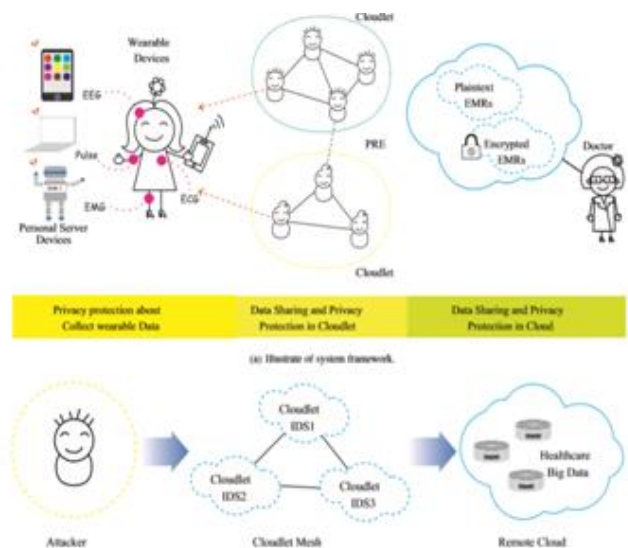 Cloudlet
Wearable
Devices
EEG
Plaintext
EMRs
PRE
Encrypted
EMRs
Doctor
Pulse
ECG
EMG
Personal Server
Devices
Cloudlet
Privacy protection about
Collect wearable Data
Data Sharing and Privacy
Protection in Cloudlet
Data Sharing and Privacy
Protection in Cloud
(a) Illustrate of system framework.
Cloudlet
IDS1
Cloudlet
IDS2
Cloudlet
IDS3
Healthcare
Big Data
Attacker
Cloudlet Mesh
Remote Cloud